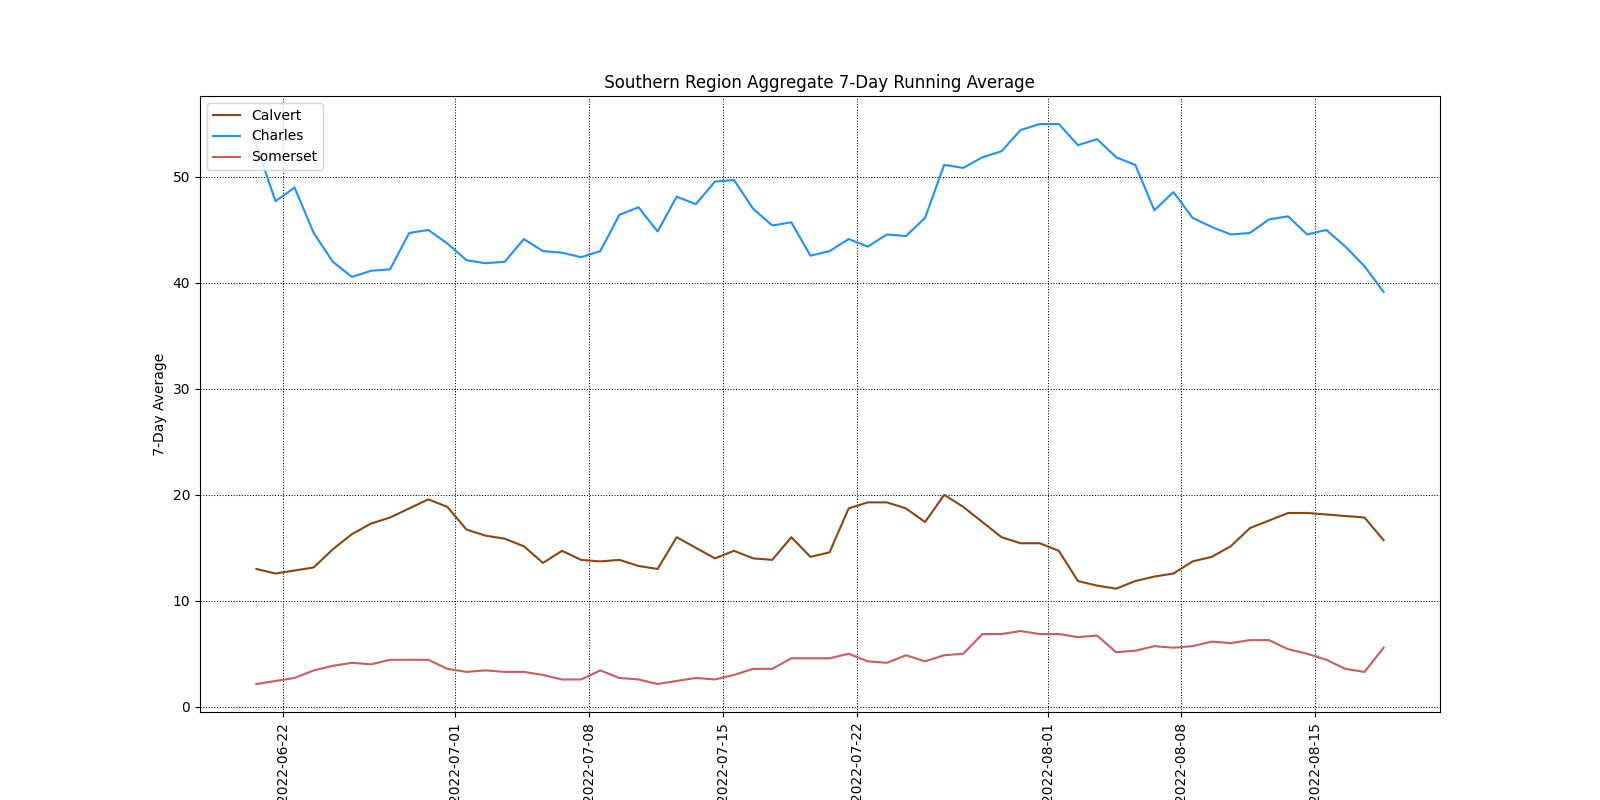 Southern Region Aggregate 7-Day Running Average
Calvert
Charles
Somerset
7-Day Average
50
40
30
20
10
0
2022-06-22
2022-07-01
2022-07-08
2022-07-15
2022-07-22
2022-08-01
2022-08-08
2022-08-15